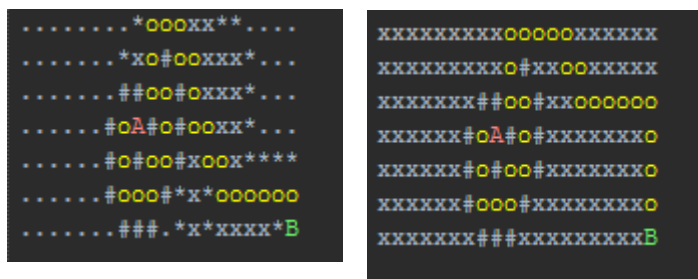 ........*oooxx**....
.......*xo#ooxxx*...
.......##oo#oxxx*...
......#oA#o#ooxx*...
......#o#oo#xoox****
......#ooo#*x*oooooo
.......###.*x*xxxx*B
xxxxxxxxxoooooxxxxxx
xxxxxxxxxo#xxooxxxxx
xxxxxxx##oo#xxoooooo
xxxxxx#oA#o#xxxxxxxo
xxxxxx#o#oo#xxxxxxxo
xxxxxx#ooo#xxxxxxxxo
xxxxxxx###xxxxxxxxxB